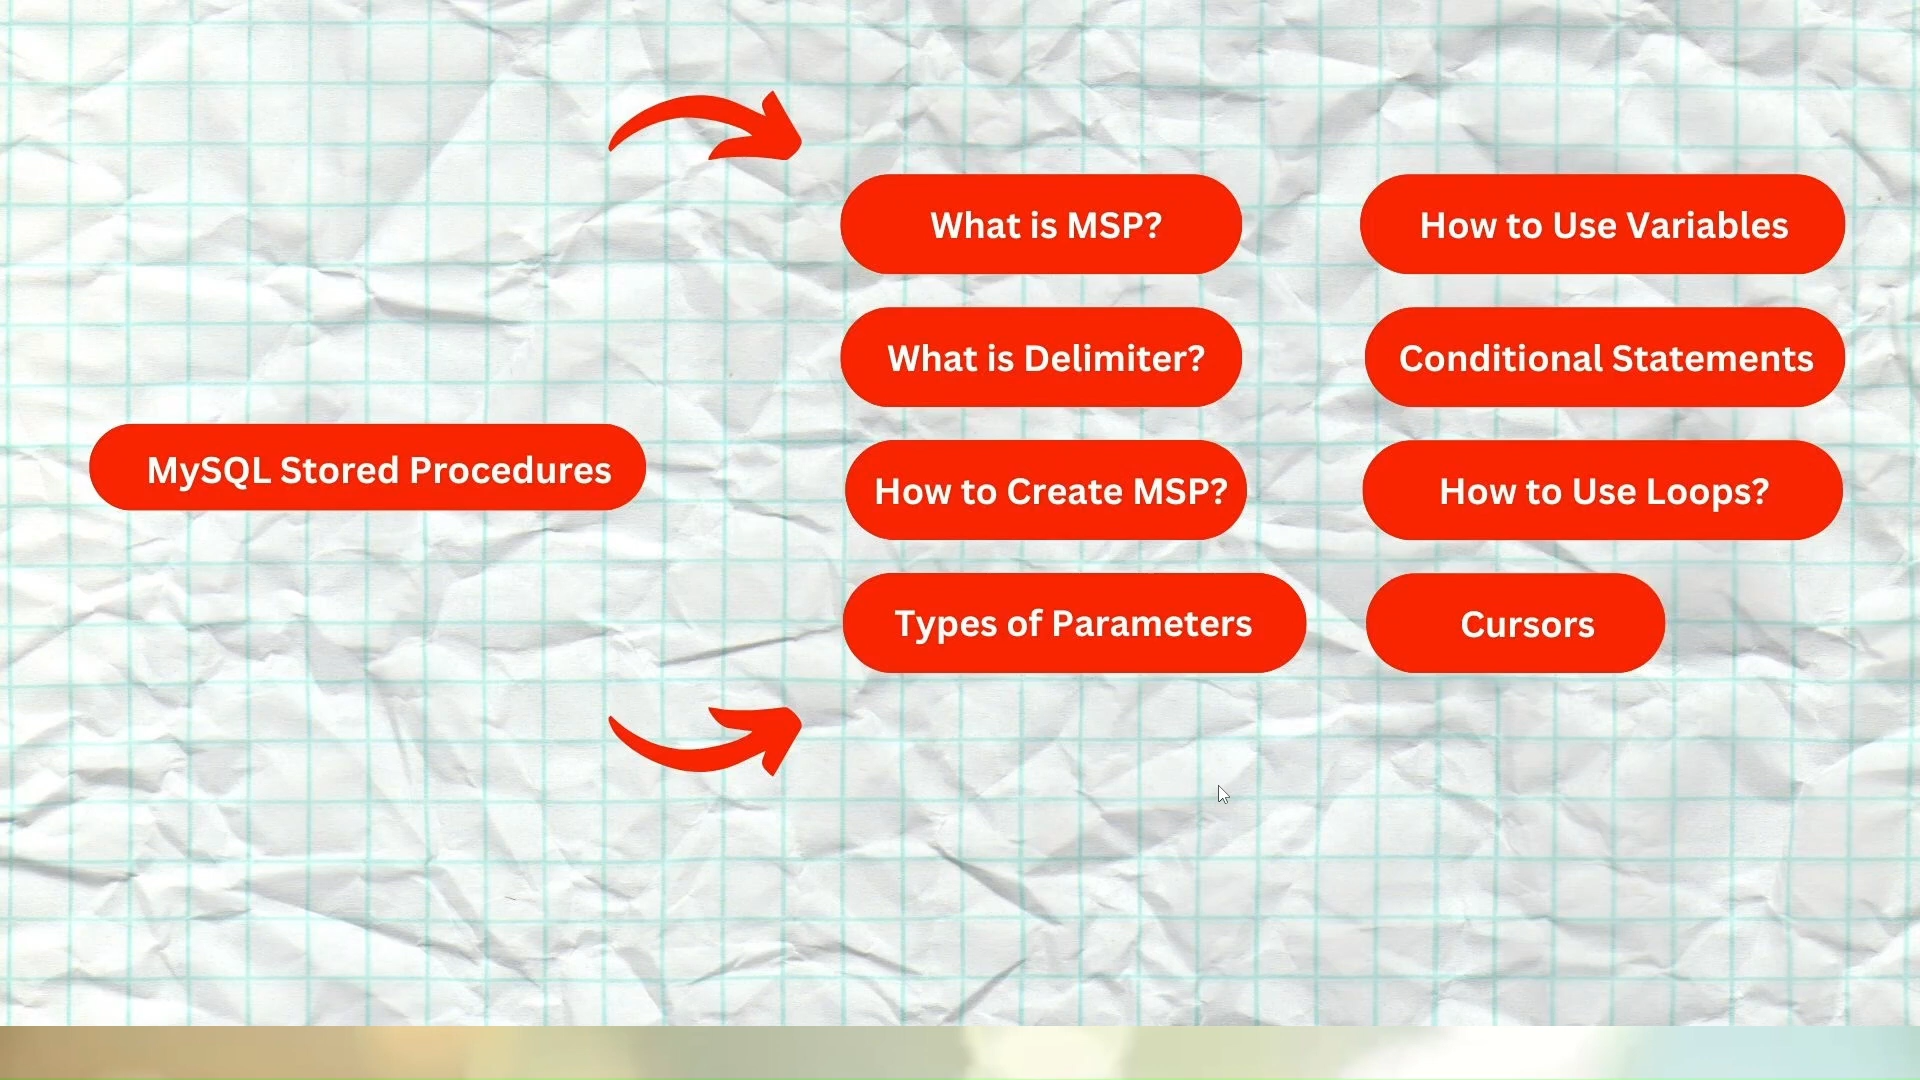 MySQL Stored Procedures
What is MSP?
What is Delimiter?
How to Create MSP?
Types of Parameters
How to Use Variables
Conditional Statements
How to Use Loops?
Cursors